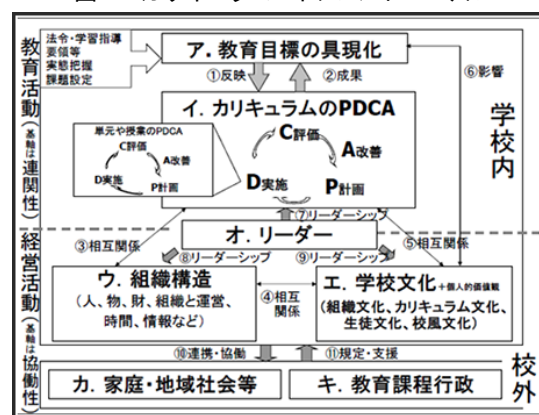 教育活動(基軸は連関性)
法令・学習指導
要領等
実態把握
課題設定
ア.教育目標の具現化
①反映
②成果
⑥影響
学校内
イ.カリキュラムのPDCA
単元や授業のPDCA
C評価
A改善
D実施
P計画
C評価
A改善
D実施
P計画
⑦リーダーシップ
オ.リーダー
③相互関係
⑧リーダーシップ
⑨リーダーシップ
⑤相互関係
経営活動(基軸は協働性)
ウ.組織構造
(人、物、財、組織と運営、
時間、情報など)
④相互
関係
エ.学校文化+個人的価値観
(組織文化、カリキュラム文化、
生徒文化、校風文化)
⑩連携・協働
⑪規定・支援
校外
カ.家庭・地域社会等
キ.教育課程行政